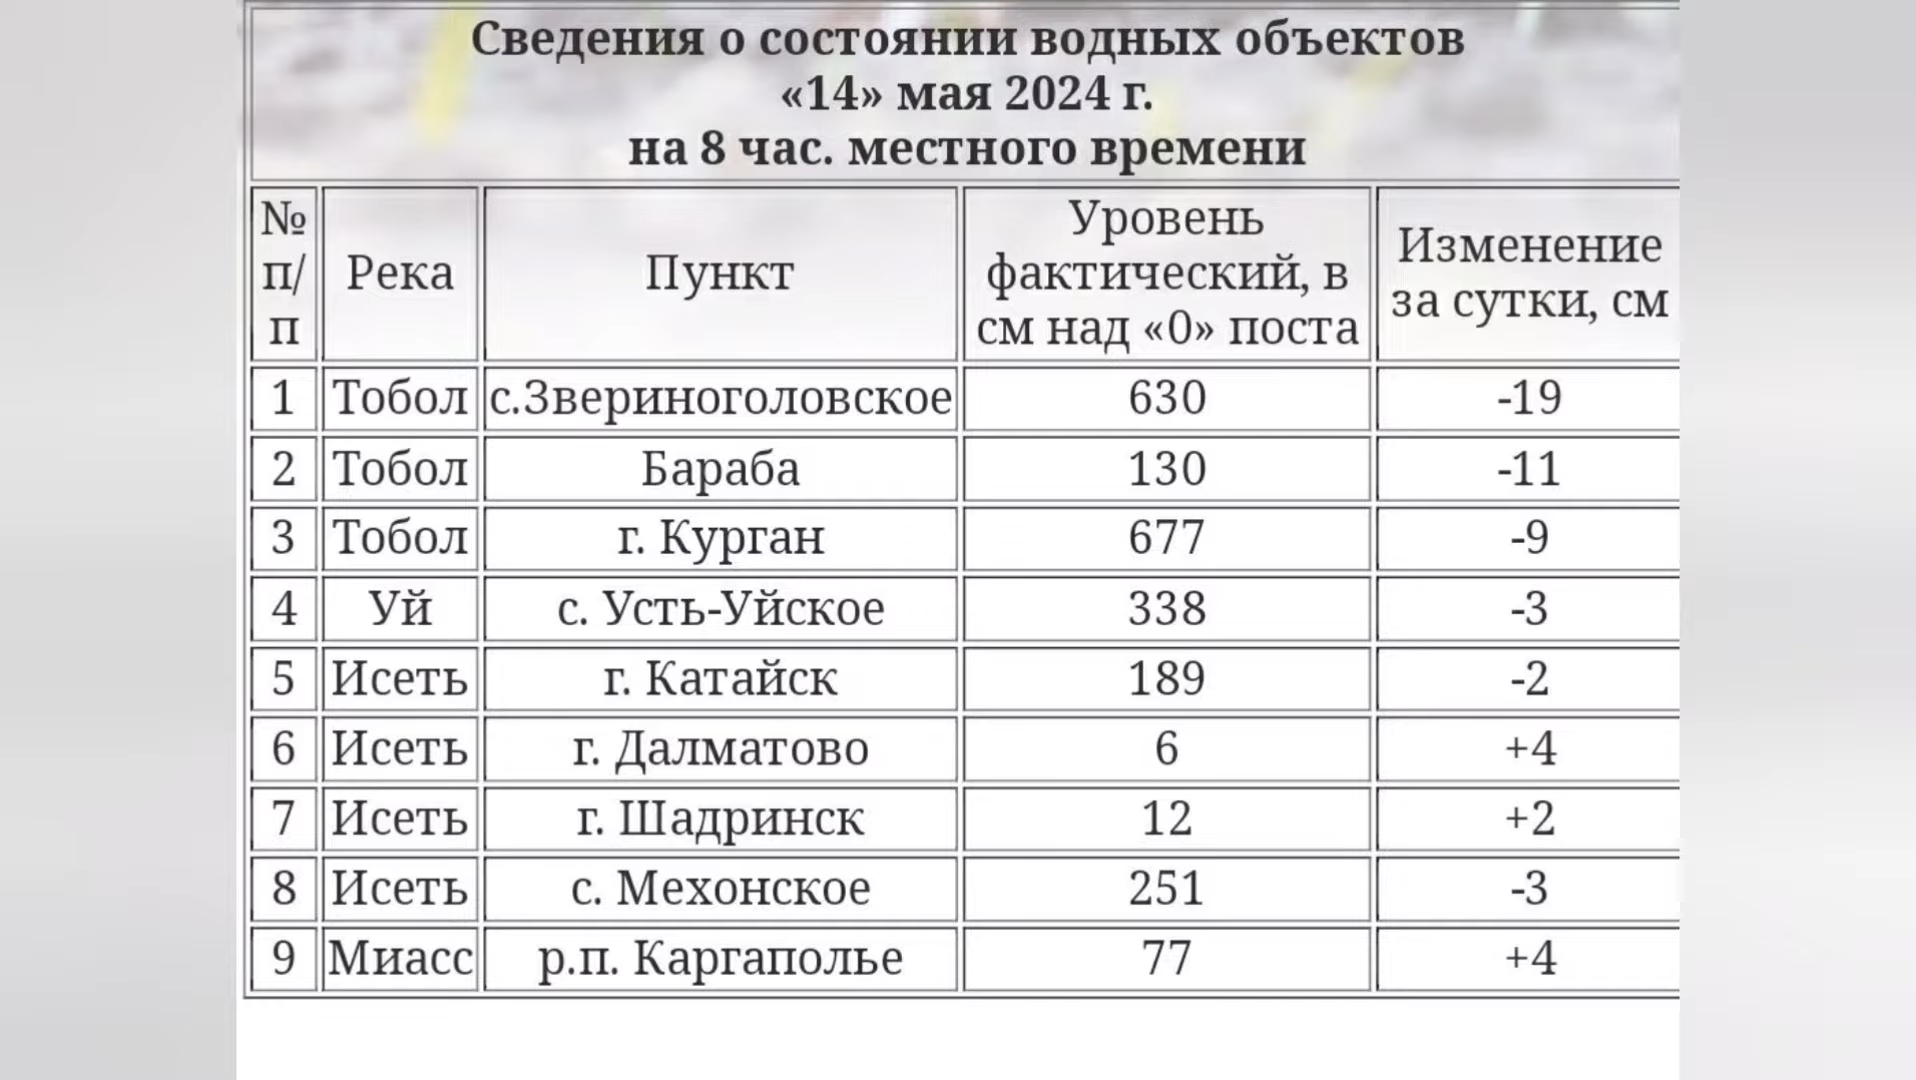 Сведения о состоянии водных объектов
«14» мая 2024 г.
на 8 час. местного времени
№ п/п Река Пункт Уровень фактический, в см над «0» поста Изменение за сутки, см
1 Тобол с.Звериноголовское 630 -19
2 Тобол Бараба 130 -11
3 Тобол г. Курган 677 -9
4 Уй с. Усть-Уйское 338 -3
5 Исеть г. Катайск 189 -2
6 Исеть г. Далматово 6 +4
7 Исеть г. Шадринск 12 +2
8 Исеть с. Мехонское 251 -3
9 Миасс р.п. Каргаполье 77 +4